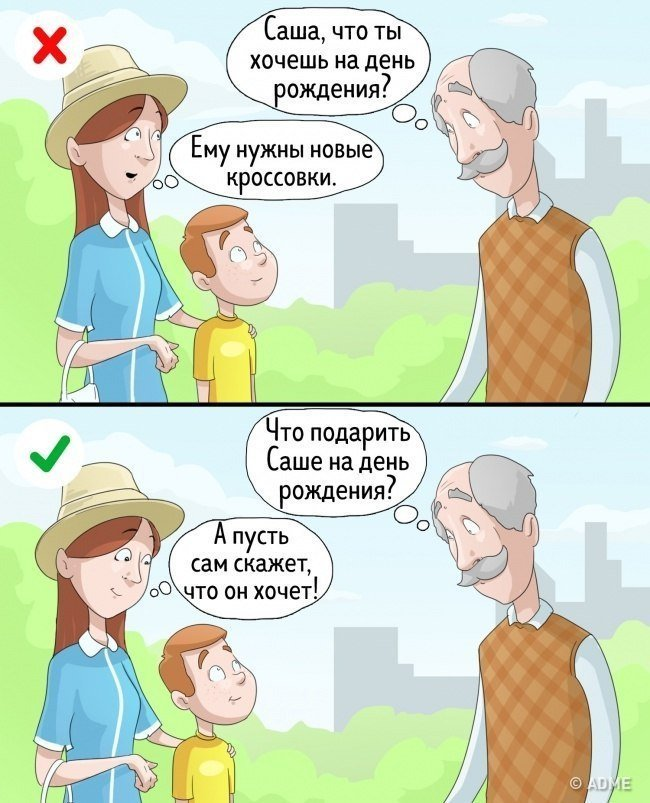 Саша, что ты
хочешь на день
рождения?
Ему нужны новые
кроссовки.
Что подарить
Саше на день
рождения?
А пусть
сам скажет,
что он хочет!
© ADME